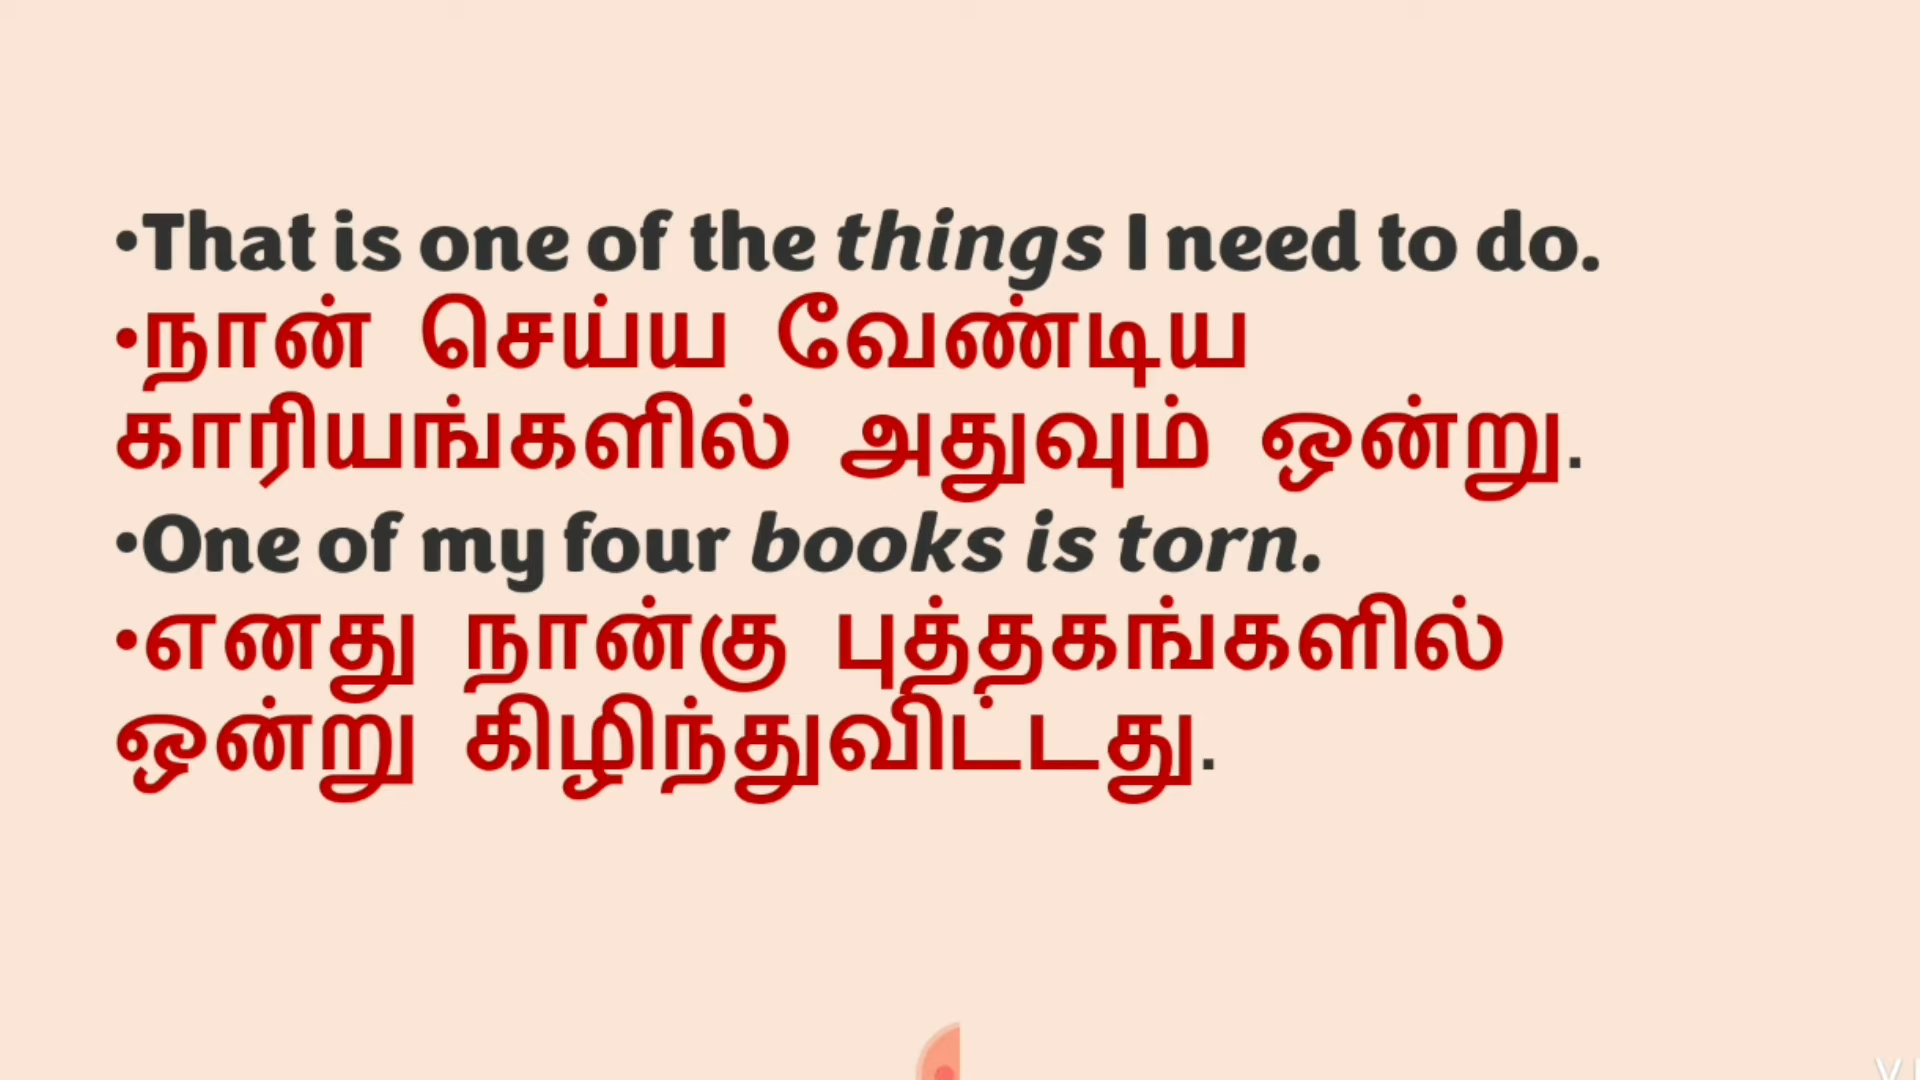 •That is one of the things I need to do.
•நான் செய்ய வேண்டிய
காரியங்களில் அதுவும் ஒன்று.
•One of my four books is torn.
•எனது நான்கு புத்தகங்களில்
ஒன்று கிழிந்துவிட்டது.